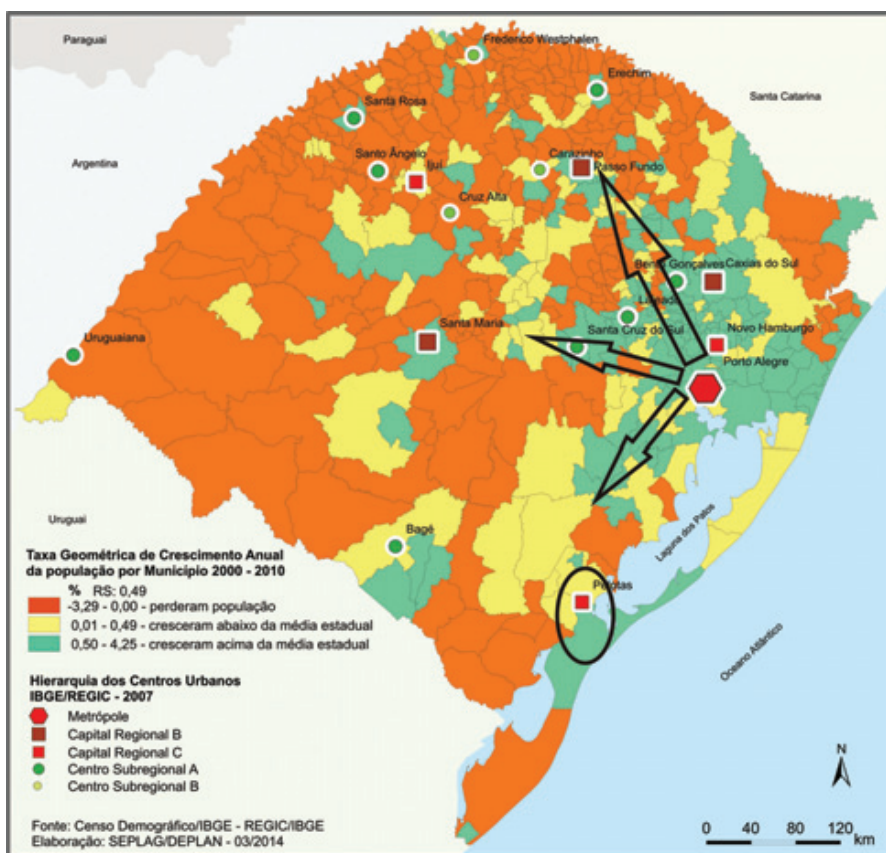 Paraguai
Frederico Westphalen
Erechim
Santa Catarina
Santa Rosa
Argentina
Santo Ângelo
Ijuí
Carazinho
Passo Fundo
Cruz Alta
Bento Gonçalves
Caxias do Sul
Lajeado
Santa Maria
Santa Cruz do Sul
Novo Hamburgo
Porto Alegre
Uruguaiana
Uruguai
Bagé
Laguna dos Patos
Pelotas
Oceano Atlântico
Taxa Geométrica de Crescimento Anual
da população por Município 2000 - 2010
% RS: 0,49
-3,29 - 0,00 - perderam população
0,01 - 0,49 - cresceram abaixo da média estadual
0,50 - 4,25 - cresceram acima da média estadual
Hierarquia dos Centros Urbanos
IBGE/REGIC - 2007
Metrópole
Capital Regional B
Capital Regional C
Centro Subregional A
Centro Subregional B
Fonte: Censo Demográfico/IBGE - REGIC/IBGE
Elaboração: SEPLAG/DEPLAN - 03/2014
N
0 40 80 120
km